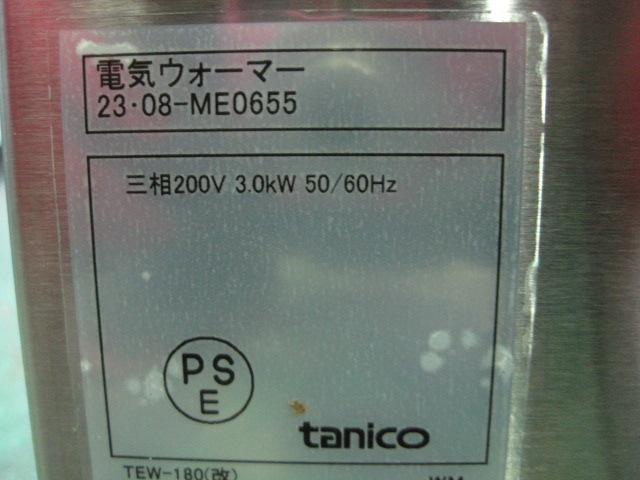 電気ウォーマー
23·08-ME0655
三相200V 3.0kW 50/60Hz
PS
E
tanico
TEW-180(改)
WM